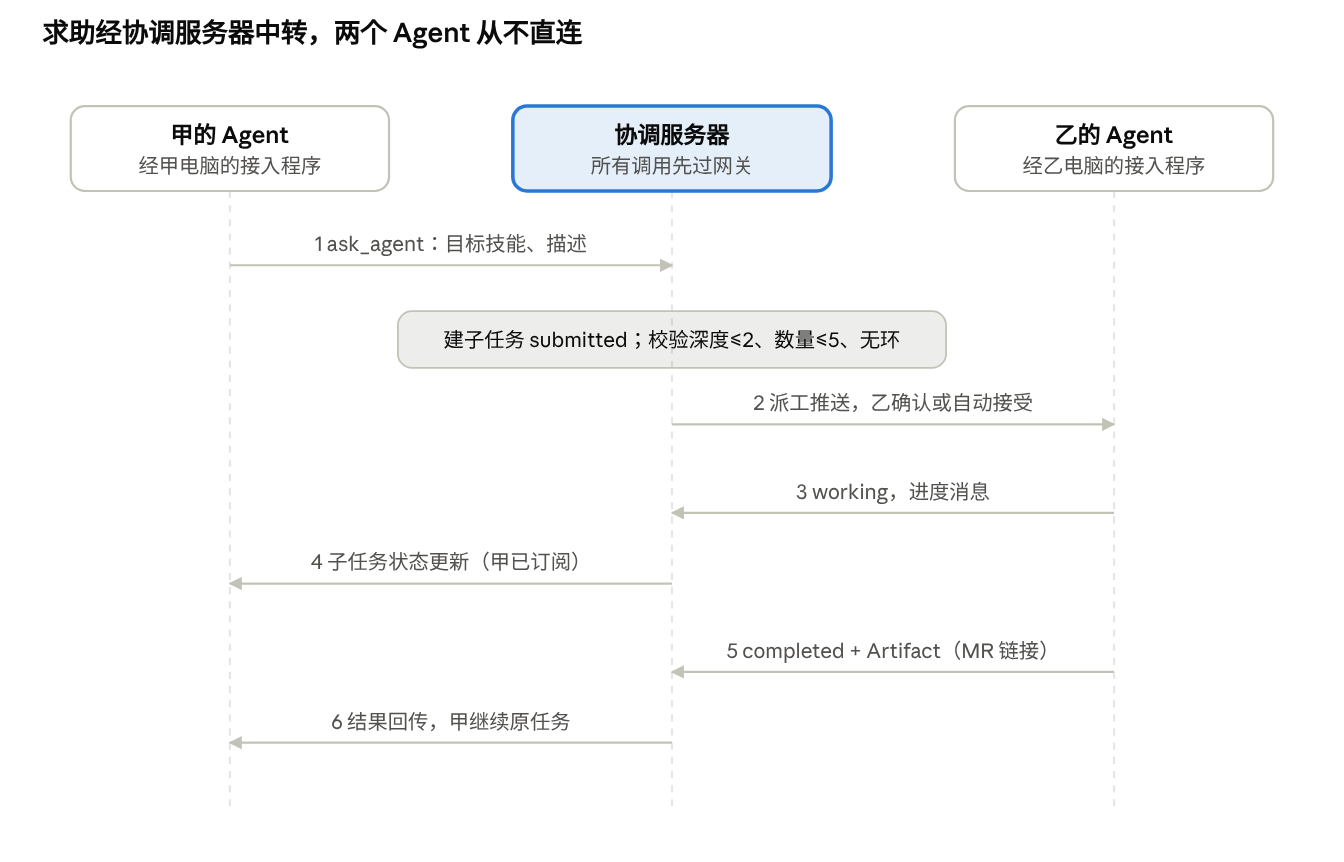 求助经协调服务器中转，两个 Agent 从不直连
甲的 Agent
经甲电脑的接入程序
协调服务器
所有调用先过网关
乙的 Agent
经乙电脑的接入程序
1 ask_agent：目标技能、描述
建子任务 submitted；校验深度≤2、数量≤5、无环
2 派工推送，乙确认或自动接受
3 working，进度消息
4 子任务状态更新（甲已订阅）
5 completed + Artifact（MR 链接）
6 结果回传，甲继续原任务